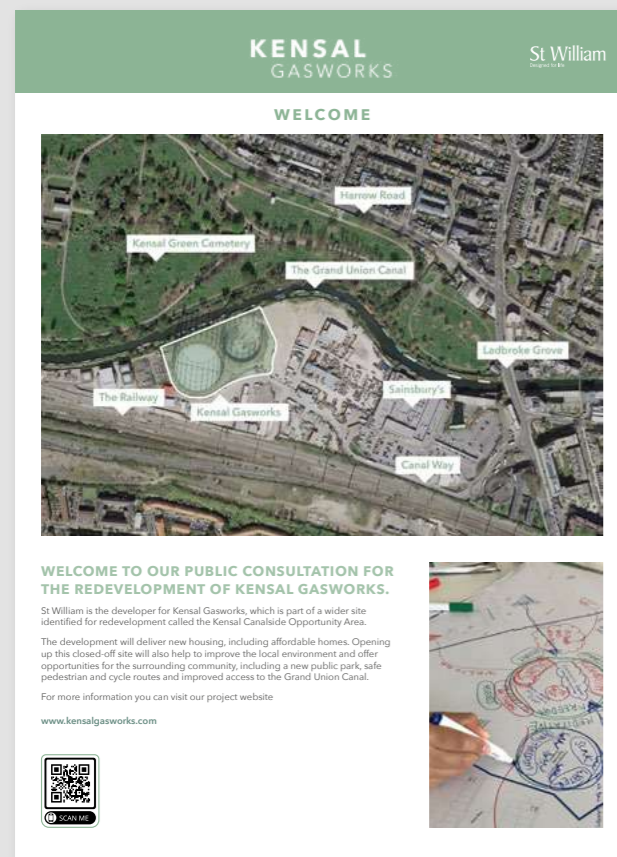 KENSAL
GASWORKS
St William
Designed for life
WELCOME
Harrow Road
Kensal Green Cemetery
The Grand Union Canal
Ladbroke Grove
The Railway
Sainsbury's
Kensal Gasworks
Canal Way
WELCOME TO OUR PUBLIC CONSULTATION FOR
THE REDEVELOPMENT OF KENSAL GASWORKS.
St William is the developer for Kensal Gasworks, which is part of a wider site
identified for redevelopment called the Kensal Canalside Opportunity Area.
The development will deliver new housing, including affordable homes. Opening
up this closed-off site will also help to improve the local environment and offer
opportunities for the surrounding community, including a new public park, safe
pedestrian and cycle routes and improved access to the Grand Union Canal.
For more information you can visit our project website
www.kensalgasworks.com
SCAN ME